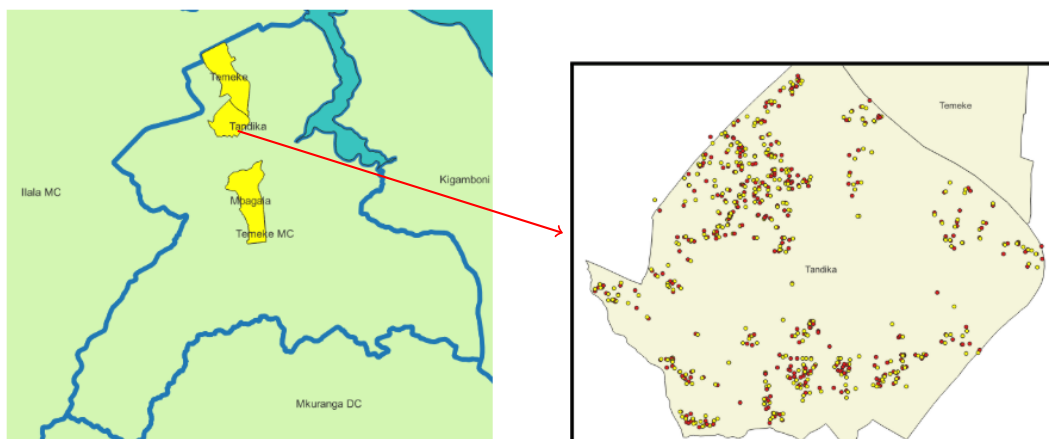 Temeke
Tandika
Ilala MC
Kigamboni
Mbagala
Temeke MC
Mkuranga DC
Temeke
Tandika